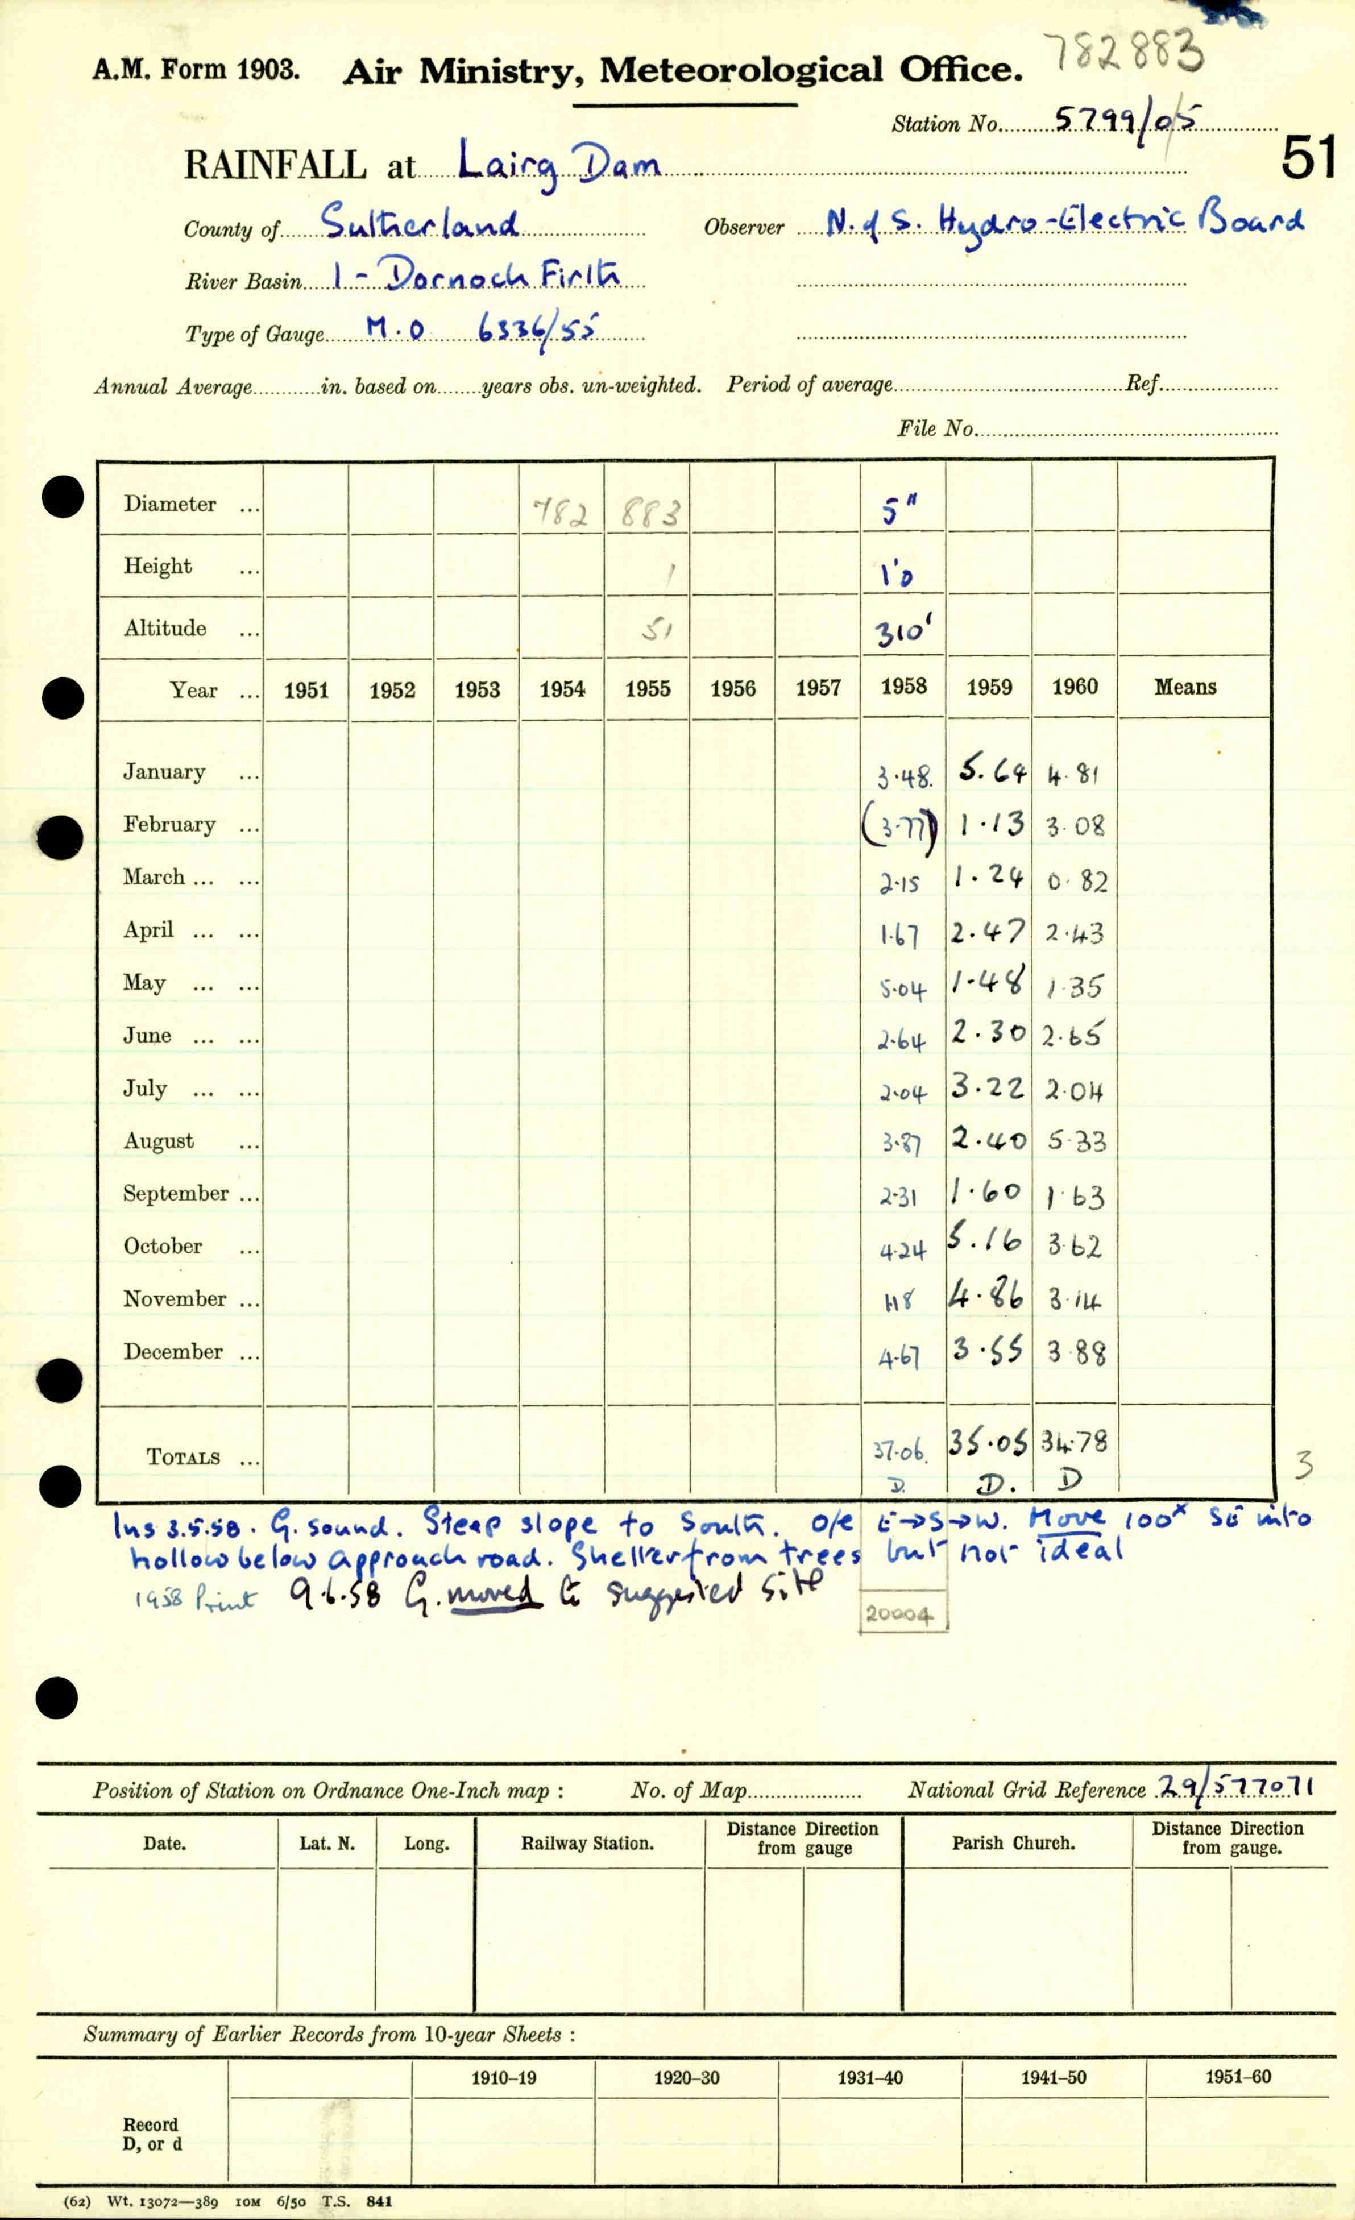 782883
A.M. Form 1903. Air Ministry, Meteorological Office.
Station No. 5799/05
51
RAINFALL at Lairg Dam
County of Sutherland Observer N. of S. Hydro-Electric Board
River Basin 1 - Dornoch Firth
Type of Gauge M.O 6336/55
Annual Average in. based on years obs. un-weighted. Period of average Ref.
File No.
Diameter ... 782 883 5"
Height ... 1 1'0
Altitude ... 51 310'
Year ... 1951 1952 1953 1954 1955 1956 1957 1958 1959 1960 Means
January ... 3.48. 5.64 4.81
February ... (3.77) 1.13 3.08
March ... ... 2.15 1.24 0.82
April ... ... 1.67 2.47 2.43
May ... ... 5.04 1.48 1.35
June ... ... 2.64 2.30 2.65
July ... ... 2.04 3.22 2.04
August ... 3.87 2.40 5.33
September ... 2.31 1.60 1.63
October ... 4.24 5.16 3.62
November ... 1.18 4.86 3.14
December ... 4.67 3.55 3.88
TOTALS ... 37.06. 35.05 34.78
D. D. D
3
Ins 3.5.58. G. sound. Steep slope to South. O/e E→S→W. Move 100x SE into
hollow below approach road. Shelter from trees but not ideal
1958 Print 9.6.58 G. moved to suggested site
20004
Position of Station on Ordnance One-Inch map : No. of Map National Grid Reference 29/577071
Date. Lat. N. Long. Railway Station. Distance Direction from gauge Parish Church. Distance Direction from gauge.
Summary of Earlier Records from 10-year Sheets :
1910-19 1920-30 1931-40 1941-50 1951-60
Record
D, or d
(62) Wt. 13072—389 10M 6/50 T.S. 841